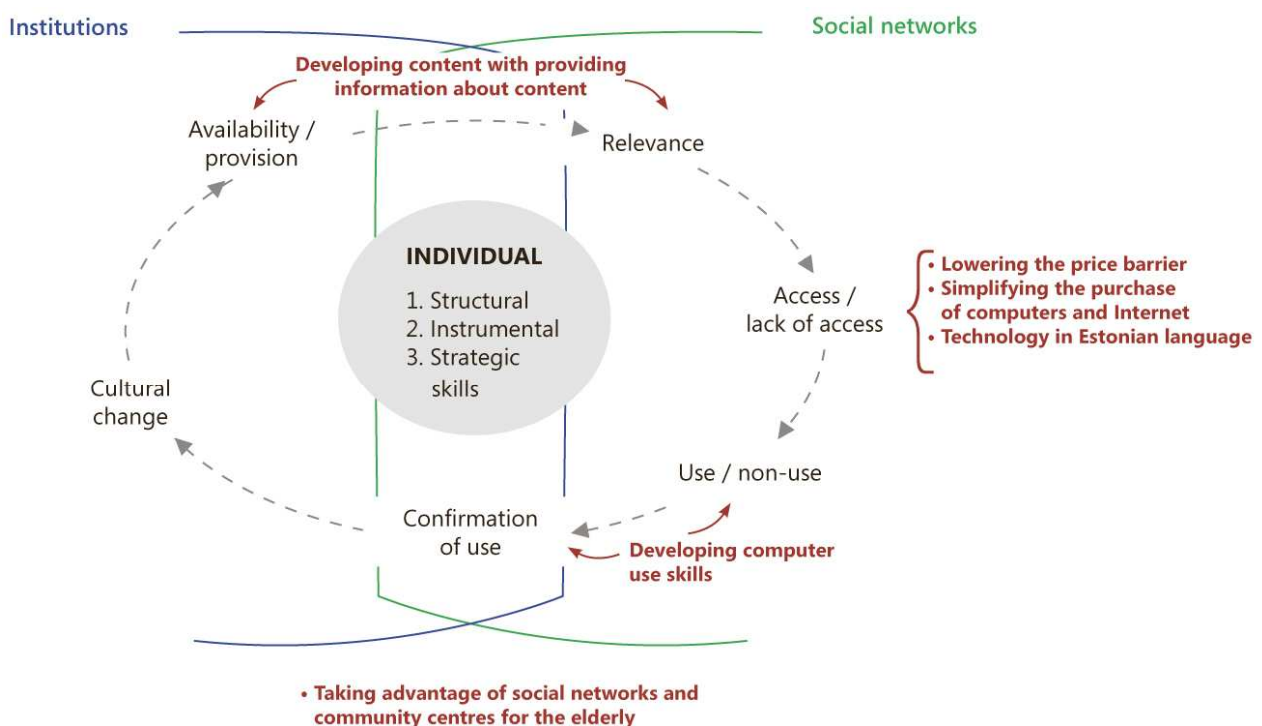 Institutions
Social networks
Developing content with providing
information about content
Availability /
provision
Relevance
INDIVIDUAL
1. Structural
2. Instrumental
3. Strategic
skills
Access /
lack of access
• Lowering the price barrier
• Simplifying the purchase
of computers and Internet
• Technology in Estonian language
Cultural
change
Use / non-use
Confirmation
of use
Developing computer
use skills
• Taking advantage of social networks and
community centres for the elderly